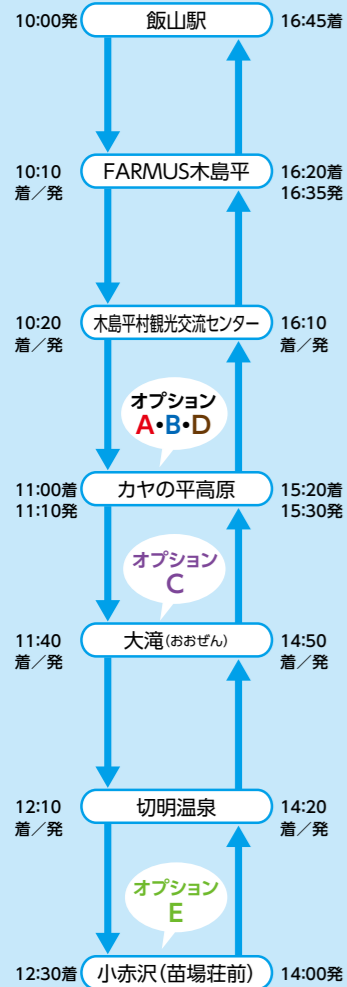 10:00発 飯山駅 16:45着
10:10 FARMUS木島平 16:20着
着／発 16:35発
10:20 木島平村観光交流センター 16:10
着／発 着／発
オプション
A・B・D
11:00着 カヤの平高原 15:20着
11:10発 15:30発
オプション
C
11:40 大滝(おおぜん) 14:50
着／発 着／発
12:10 切明温泉 14:20
着／発 着／発
オプション
E
12:30着 小赤沢(苗場荘前) 14:00発